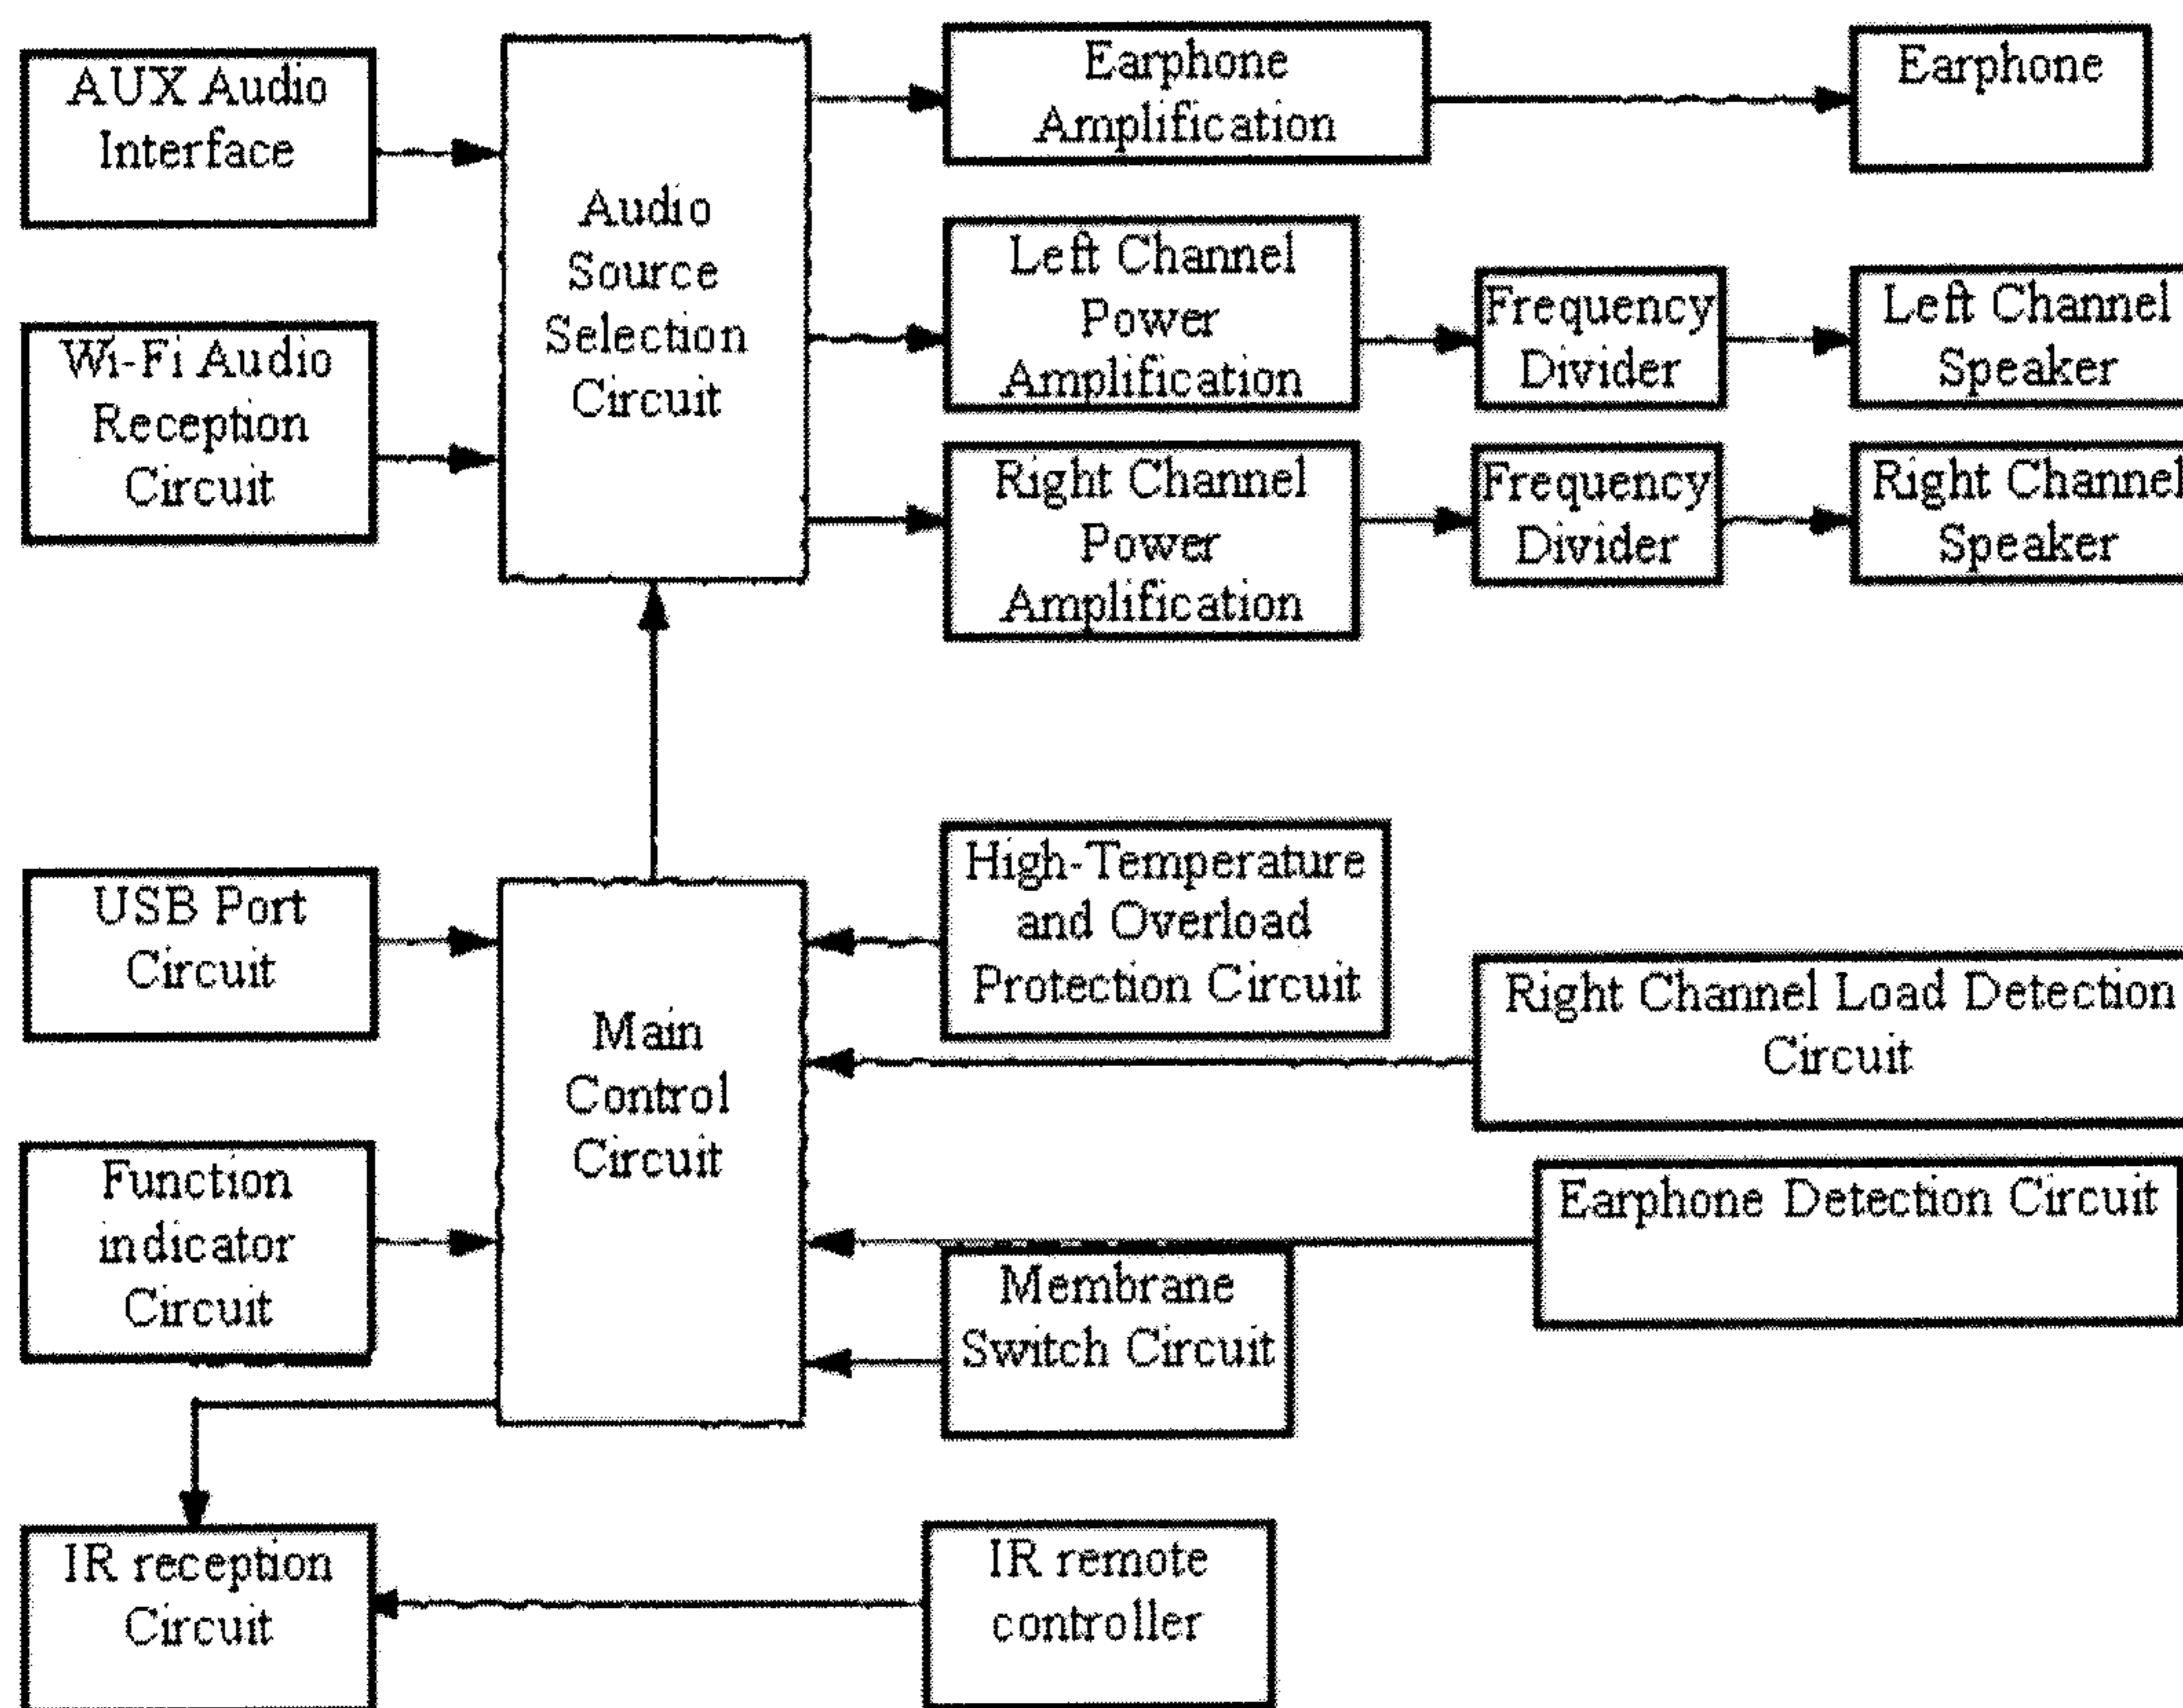 AUX Audio
Interface
Wi-Fi Audio
Reception
Circuit
Audio
Source
Selection
Circuit
Earphone
Amplification
Earphone
Left Channel
Power
Amplification
Frequency
Divider
Left Channel
Speaker
Right Channel
Power
Amplification
Frequency
Divider
Right Channel
Speaker
USB Port
Circuit
Function
indicator
Circuit
Main
Control
Circuit
High-Temperature
and Overload
Protection Circuit
Right Channel Load Detection
Circuit
Earphone Detection Circuit
Membrane
Switch Circuit
IR reception
Circuit
IR remote
controller